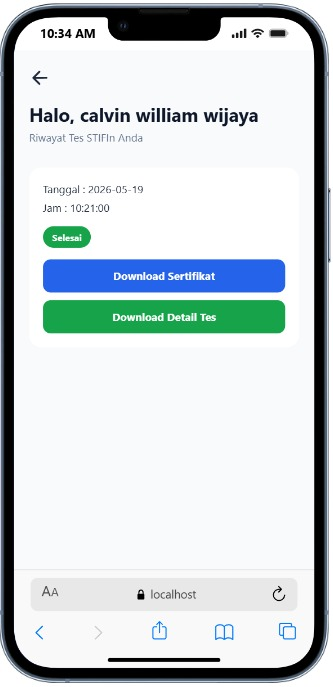 10:34 AM
Halo, calvin william wijaya
Riwayat Tes STIFIn Anda
Tanggal : 2026-05-19
Jam : 10:21:00
Selesai
Download Sertifikat
Download Detail Tes
AA
localhost